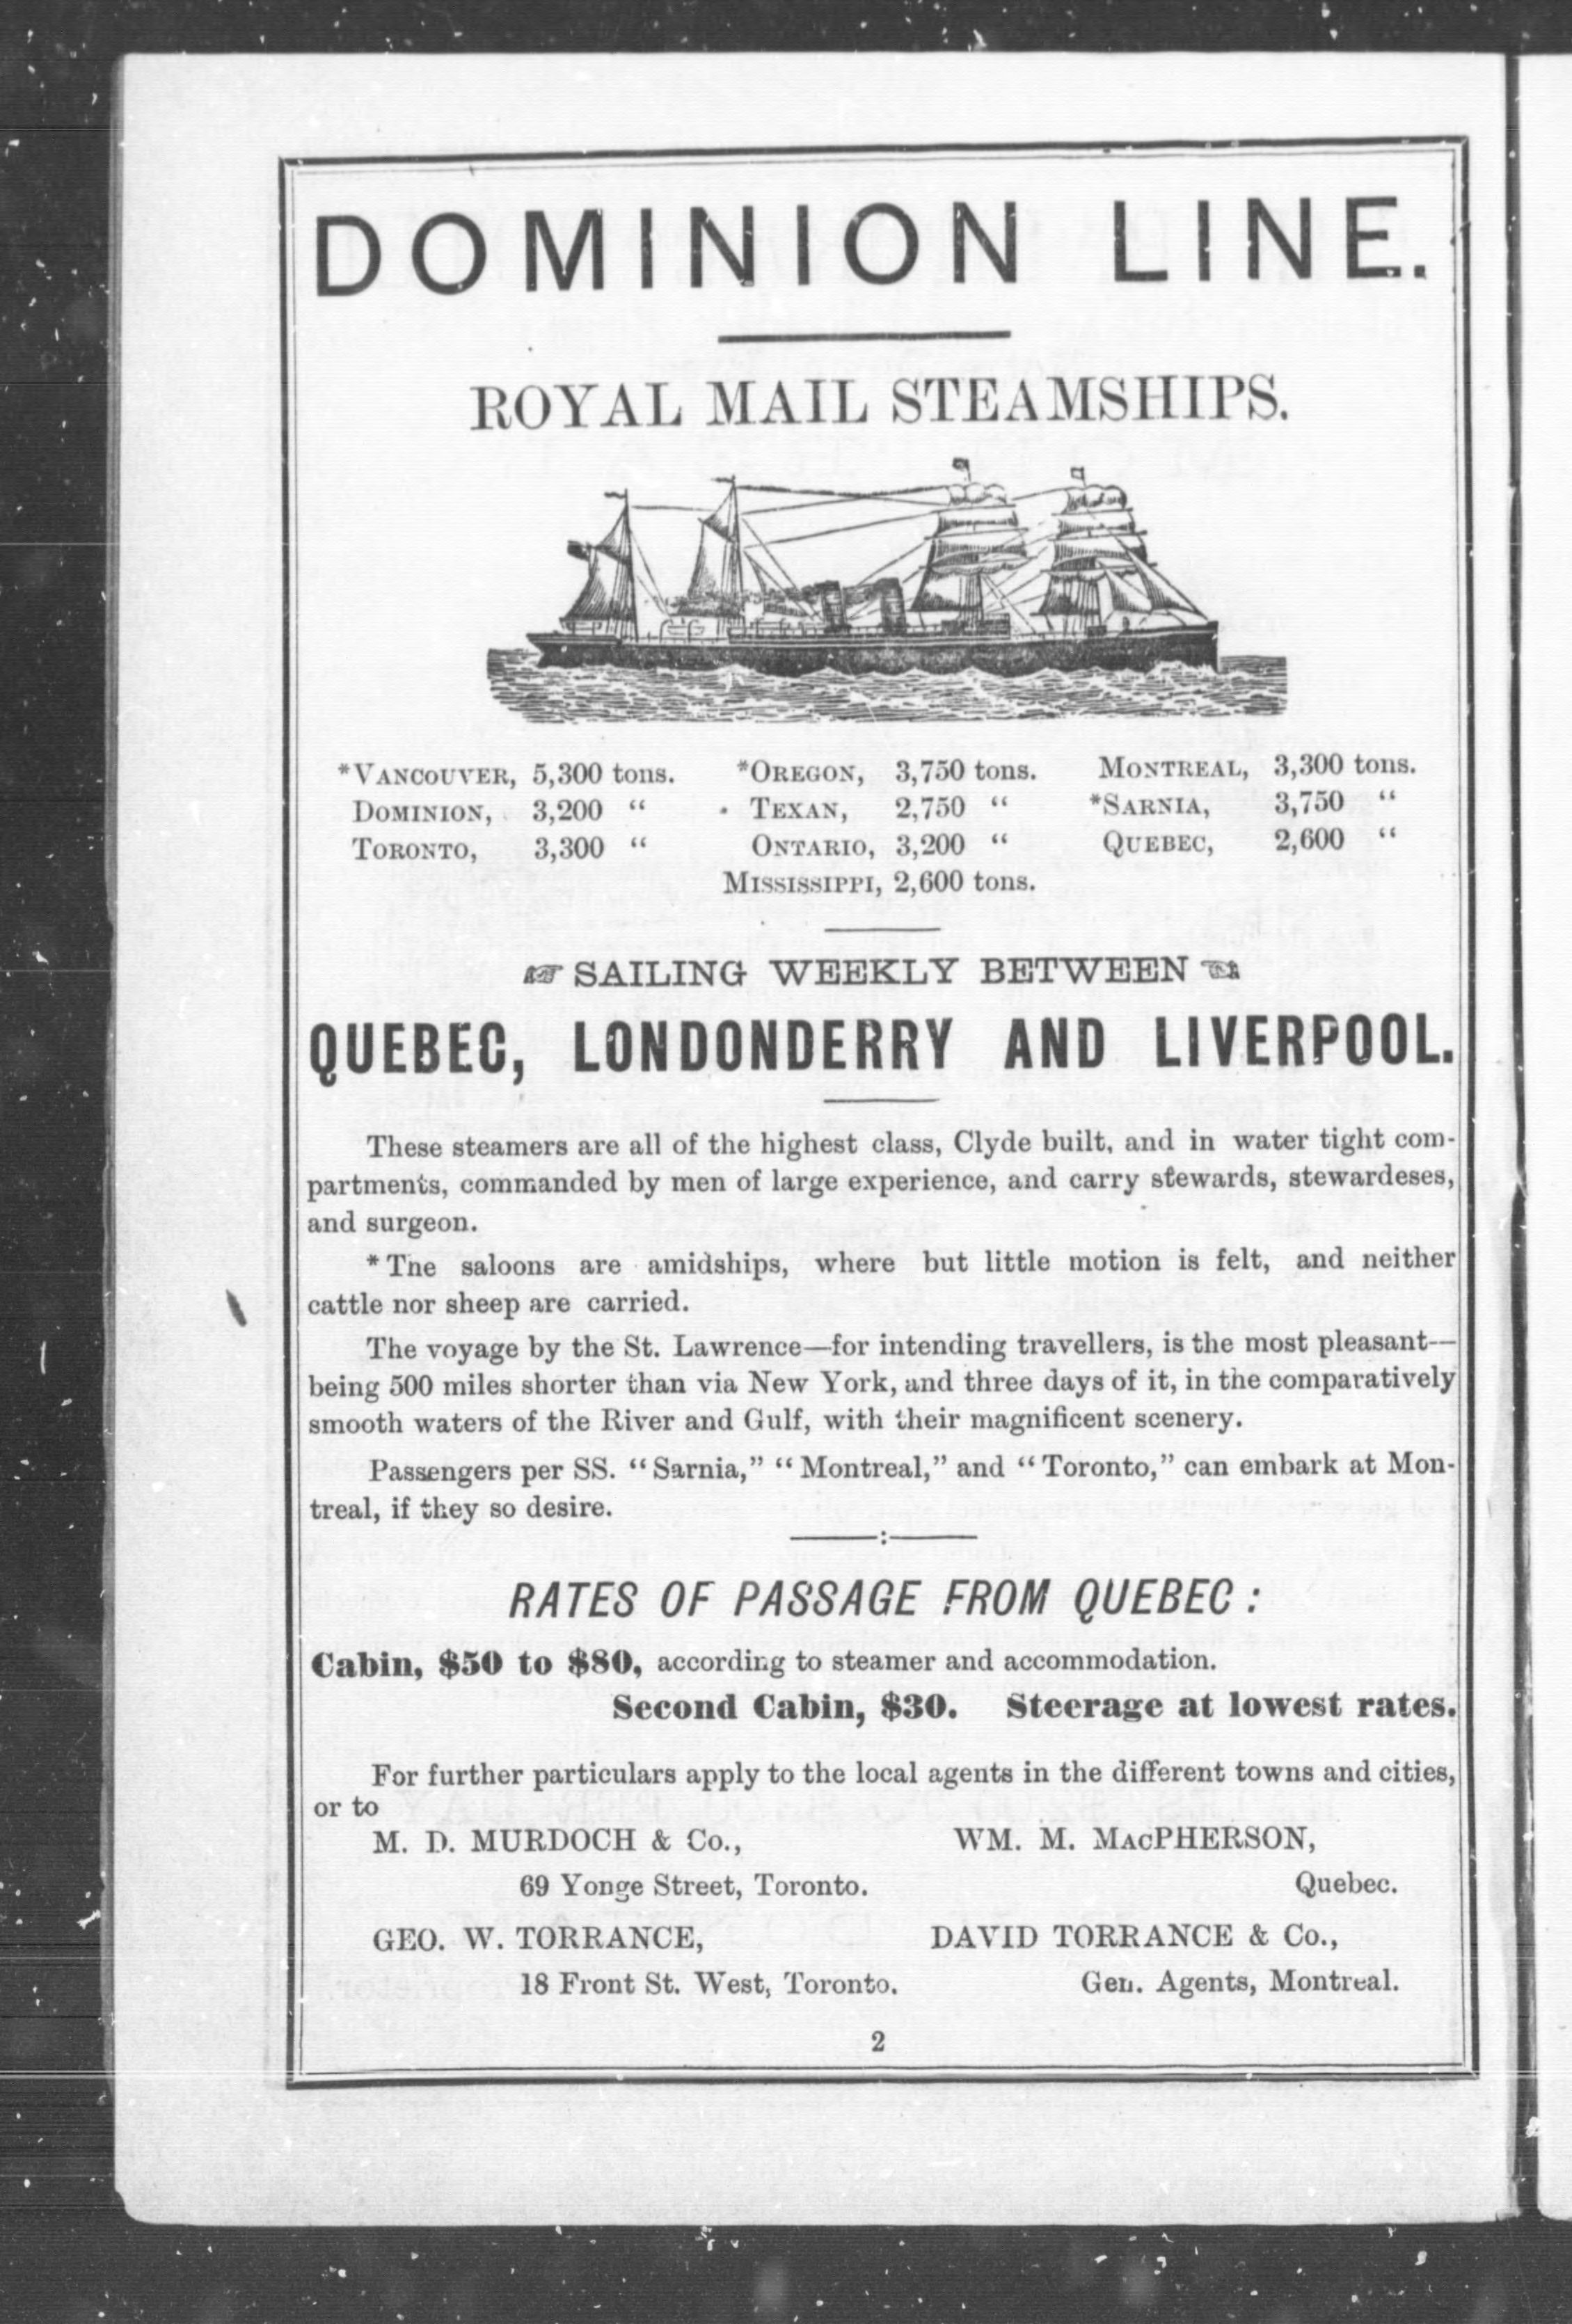 DOMINION LINE.
ROYAL MAIL STEAMSHIPS.
*VANCOUVER, 5,300 tons. *OREGON, 3,750 tons. MONTREAL, 3,300 tons.
DOMINION, 3,200 " TEXAN, 2,750 " *SARNIA, 3,750 "
TORONTO, 3,300 " ONTARIO, 3,200 " QUEBEC, 2,600 "
MISSISSIPPI, 2,600 tons.
☞ SAILING WEEKLY BETWEEN ☜
QUEBEC, LONDONDERRY AND LIVERPOOL.
These steamers are all of the highest class, Clyde built, and in water tight com-
partments, commanded by men of large experience, and carry stewards, stewardeses,
and surgeon.
* Tne saloons are amidships, where but little motion is felt, and neither
cattle nor sheep are carried.
The voyage by the St. Lawrence—for intending travellers, is the most pleasant—
being 500 miles shorter than via New York, and three days of it, in the comparatively
smooth waters of the River and Gulf, with their magnificent scenery.
Passengers per SS. "Sarnia," "Montreal," and "Toronto," can embark at Mon-
treal, if they so desire.
RATES OF PASSAGE FROM QUEBEC :
Cabin, $50 to $80, according to steamer and accommodation.
Second Cabin, $30. Steerage at lowest rates.
For further particulars apply to the local agents in the different towns and cities,
or to
M. D. MURDOCH & Co., WM. M. MACPHERSON,
69 Yonge Street, Toronto. Quebec.
GEO. W. TORRANCE, DAVID TORRANCE & Co.,
18 Front St. West, Toronto. Gen. Agents, Montreal.
2